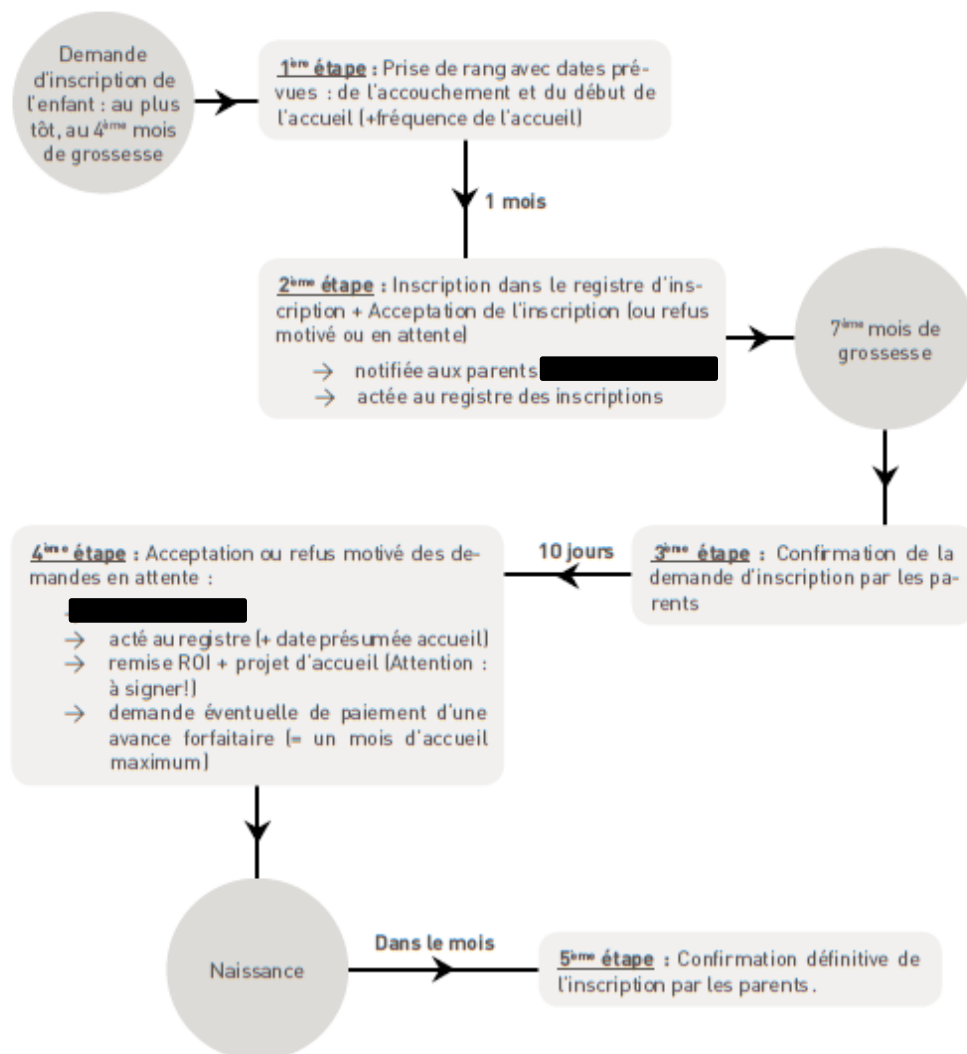 Demande
d'inscription de
l'enfant : au plus
tôt, au 4ème mois
de grossesse
1ère étape : Prise de rang avec dates pré-
vues : de l'accouchement et du début de
l'accueil (+fréquence de l'accueil)
1 mois
2ème étape : Inscription dans le registre d'ins-
cription + Acceptation de l'inscription (ou refus
motivé ou en attente)
→ notifiée aux parents
→ actée au registre des inscriptions
7ème mois de
grossesse
3ème étape : Confirmation de la
demande d'inscription par les pa-
rents
10 jours
4ème étape : Acceptation ou refus motivé des de-
mandes en attente :
→ acté au registre (+ date présumée accueil)
→ remise ROI + projet d'accueil (Attention :
à signer!)
→ demande éventuelle de paiement d'une
avance forfaitaire (= un mois d'accueil
maximum)
Naissance
Dans le mois
5ème étape : Confirmation définitive de
l'inscription par les parents.